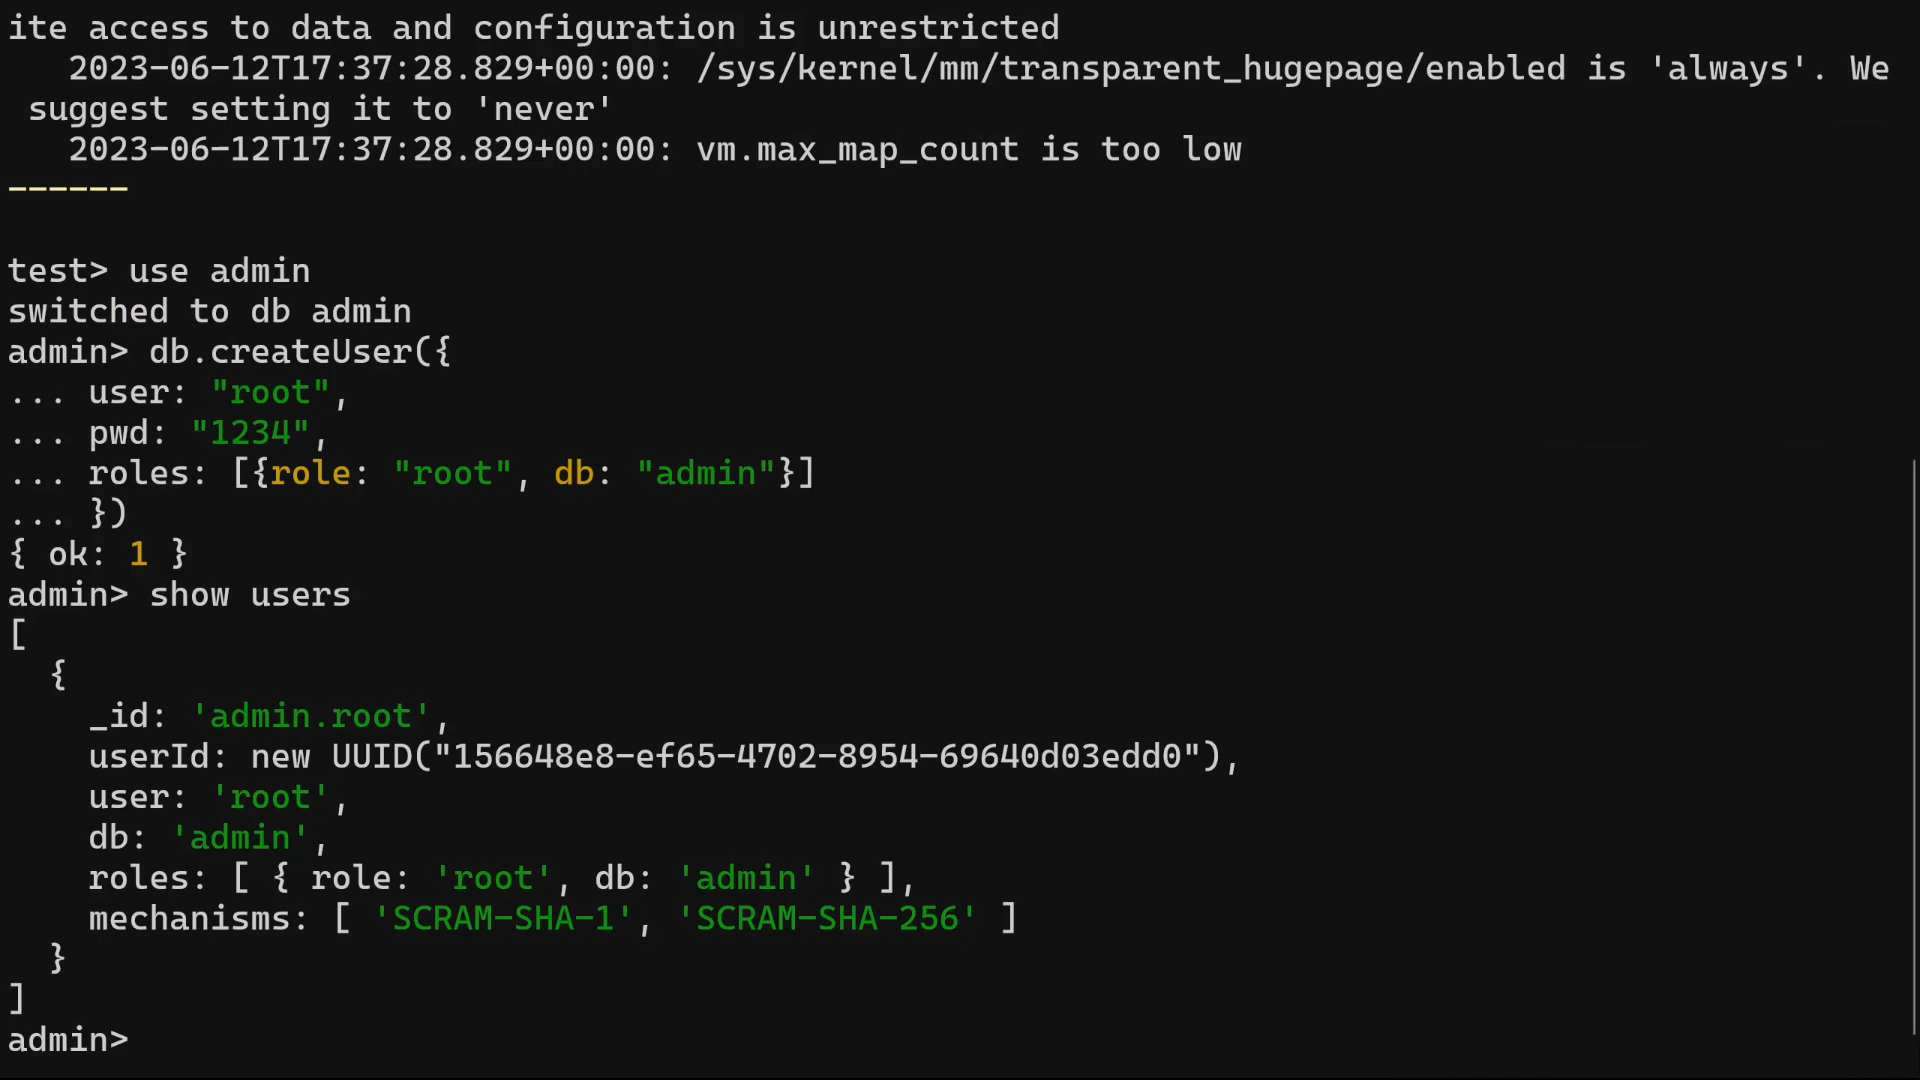 ite access to data and configuration is unrestricted
   2023-06-12T17:37:28.829+00:00: /sys/kernel/mm/transparent_hugepage/enabled is 'always'. We
 suggest setting it to 'never'
   2023-06-12T17:37:28.829+00:00: vm.max_map_count is too low
------
test> use admin
switched to db admin
admin> db.createUser({
... user: "root",
... pwd: "1234",
... roles: [{role: "root", db: "admin"}]
... })
{ ok: 1 }
admin> show users
[
  {
    _id: 'admin.root',
    userId: new UUID("156648e8-ef65-4702-8954-69640d03edd0"),
    user: 'root',
    db: 'admin',
    roles: [ { role: 'root', db: 'admin' } ],
    mechanisms: [ 'SCRAM-SHA-1', 'SCRAM-SHA-256' ]
  }
]
admin>